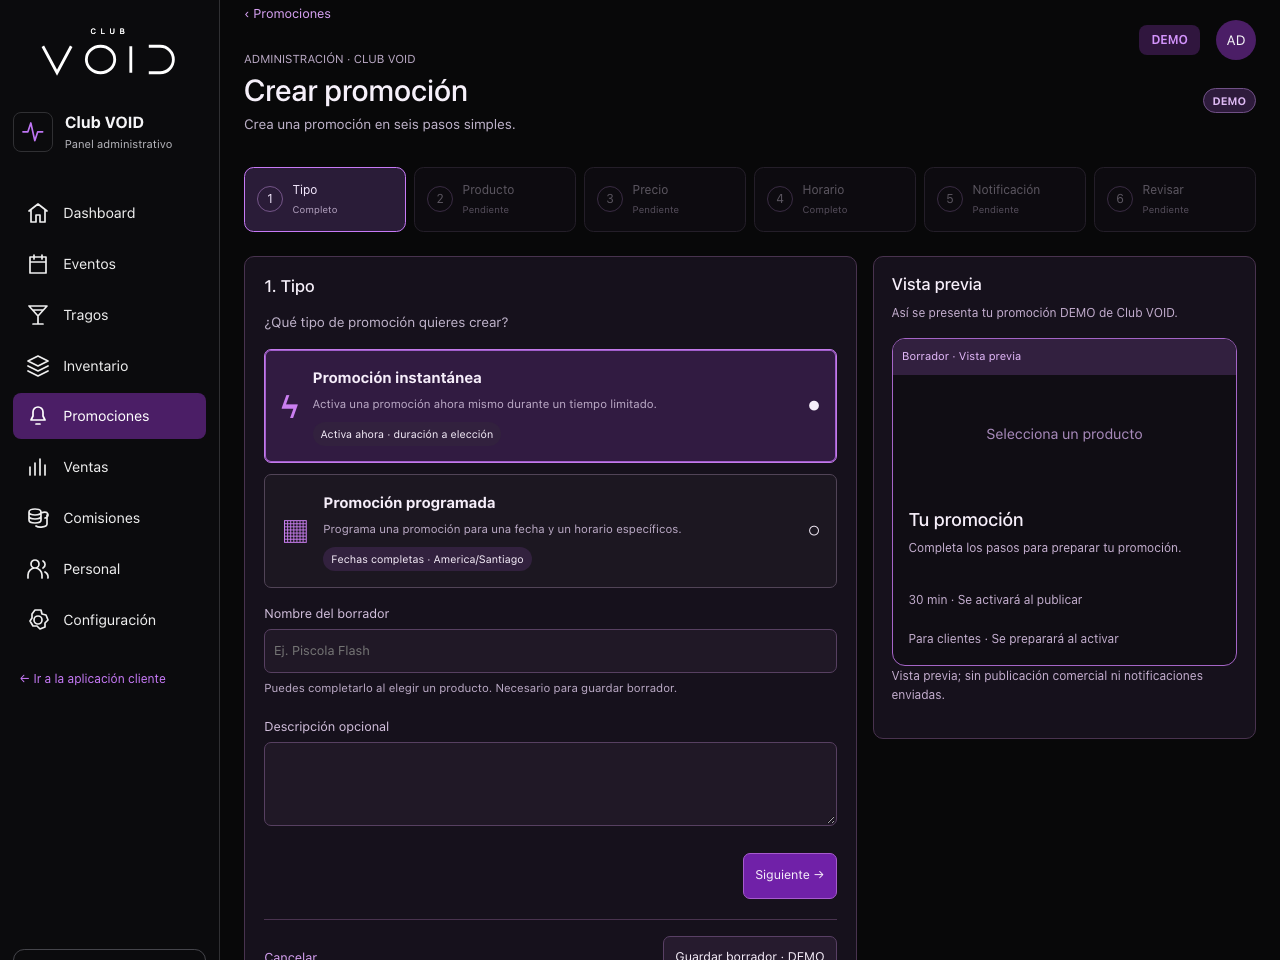 CLUB
VOID
Club VOID
Panel administrativo
Dashboard
Eventos
Tragos
Inventario
Promociones
Ventas
Comisiones
Personal
Configuración
← Ir a la aplicación cliente
‹ Promociones
DEMO
AD
ADMINISTRACIÓN · CLUB VOID
Crear promoción
DEMO
Crea una promoción en seis pasos simples.
1
Tipo
Completo
2
Producto
Pendiente
3
Precio
Pendiente
4
Horario
Completo
5
Notificación
Pendiente
6
Revisar
Pendiente
1. Tipo
¿Qué tipo de promoción quieres crear?
Promoción instantánea
Activa una promoción ahora mismo durante un tiempo limitado.
Activa ahora · duración a elección
Promoción programada
Programa una promoción para una fecha y un horario específicos.
Fechas completas · America/Santiago
Nombre del borrador
Ej. Piscola Flash
Puedes completarlo al elegir un producto. Necesario para guardar borrador.
Descripción opcional
Siguiente →
Cancelar
Guardar borrador · DEMO
Vista previa
Así se presenta tu promoción DEMO de Club VOID.
Borrador · Vista previa
Selecciona un producto
Tu promoción
Completa los pasos para preparar tu promoción.
30 min · Se activará al publicar
Para clientes · Se preparará al activar
Vista previa; sin publicación comercial ni notificaciones
enviadas.